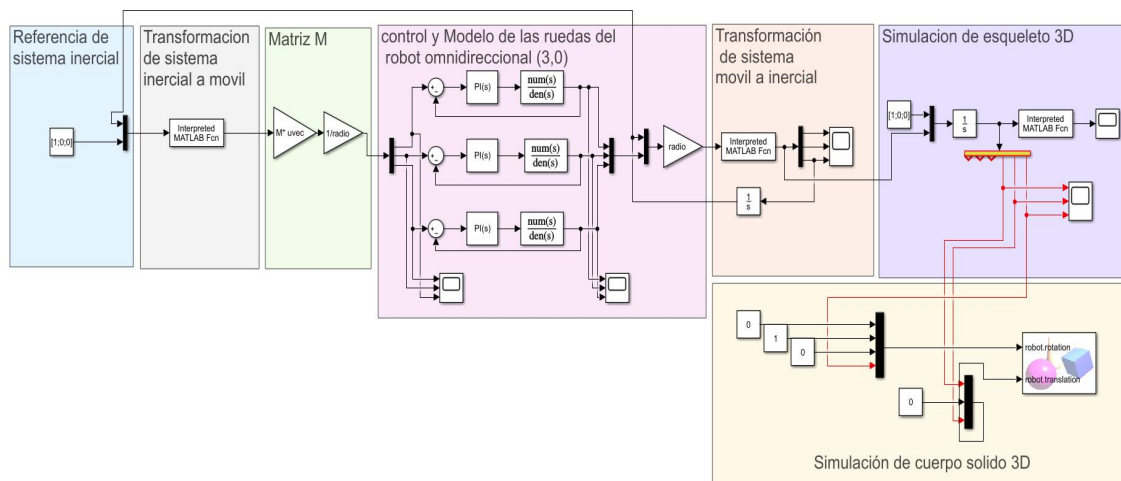 Referencia de
sistema inercial
[1;0;0]
Transformacion
de sistema
inercial a movil
Interpreted
MATLAB Fcn
Matriz M
M* uvec
1/radio
control y Modelo de las ruedas del
robot omnidireccional (3,0)
PI(s)
num(s)
den(s)
PI(s)
num(s)
den(s)
PI(s)
num(s)
den(s)
radio
Transformación
de sistema
movil a inercial
Interpreted
MATLAB Fcn
1
s
Simulacion de esqueleto 3D
[1;0;0]
1
s
Interpreted
MATLAB Fcn
0
1
0
0
robot.rotation
robot.translation
Simulación de cuerpo solido 3D